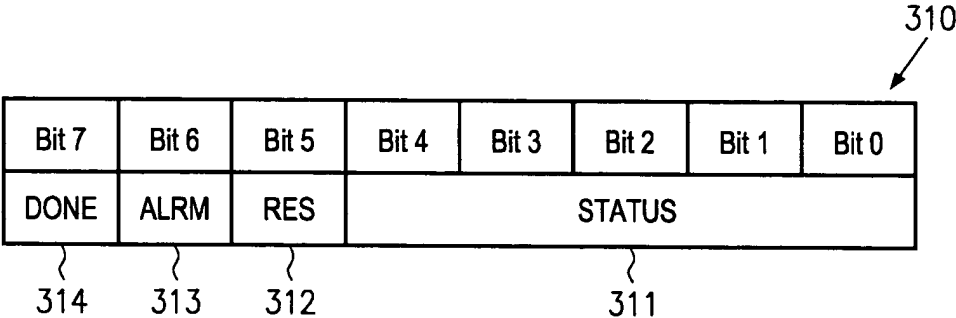 310
Bit 7 Bit 6 Bit 5 Bit 4 Bit 3 Bit 2 Bit 1 Bit 0
DONE ALRM RES STATUS
314 313 312 311